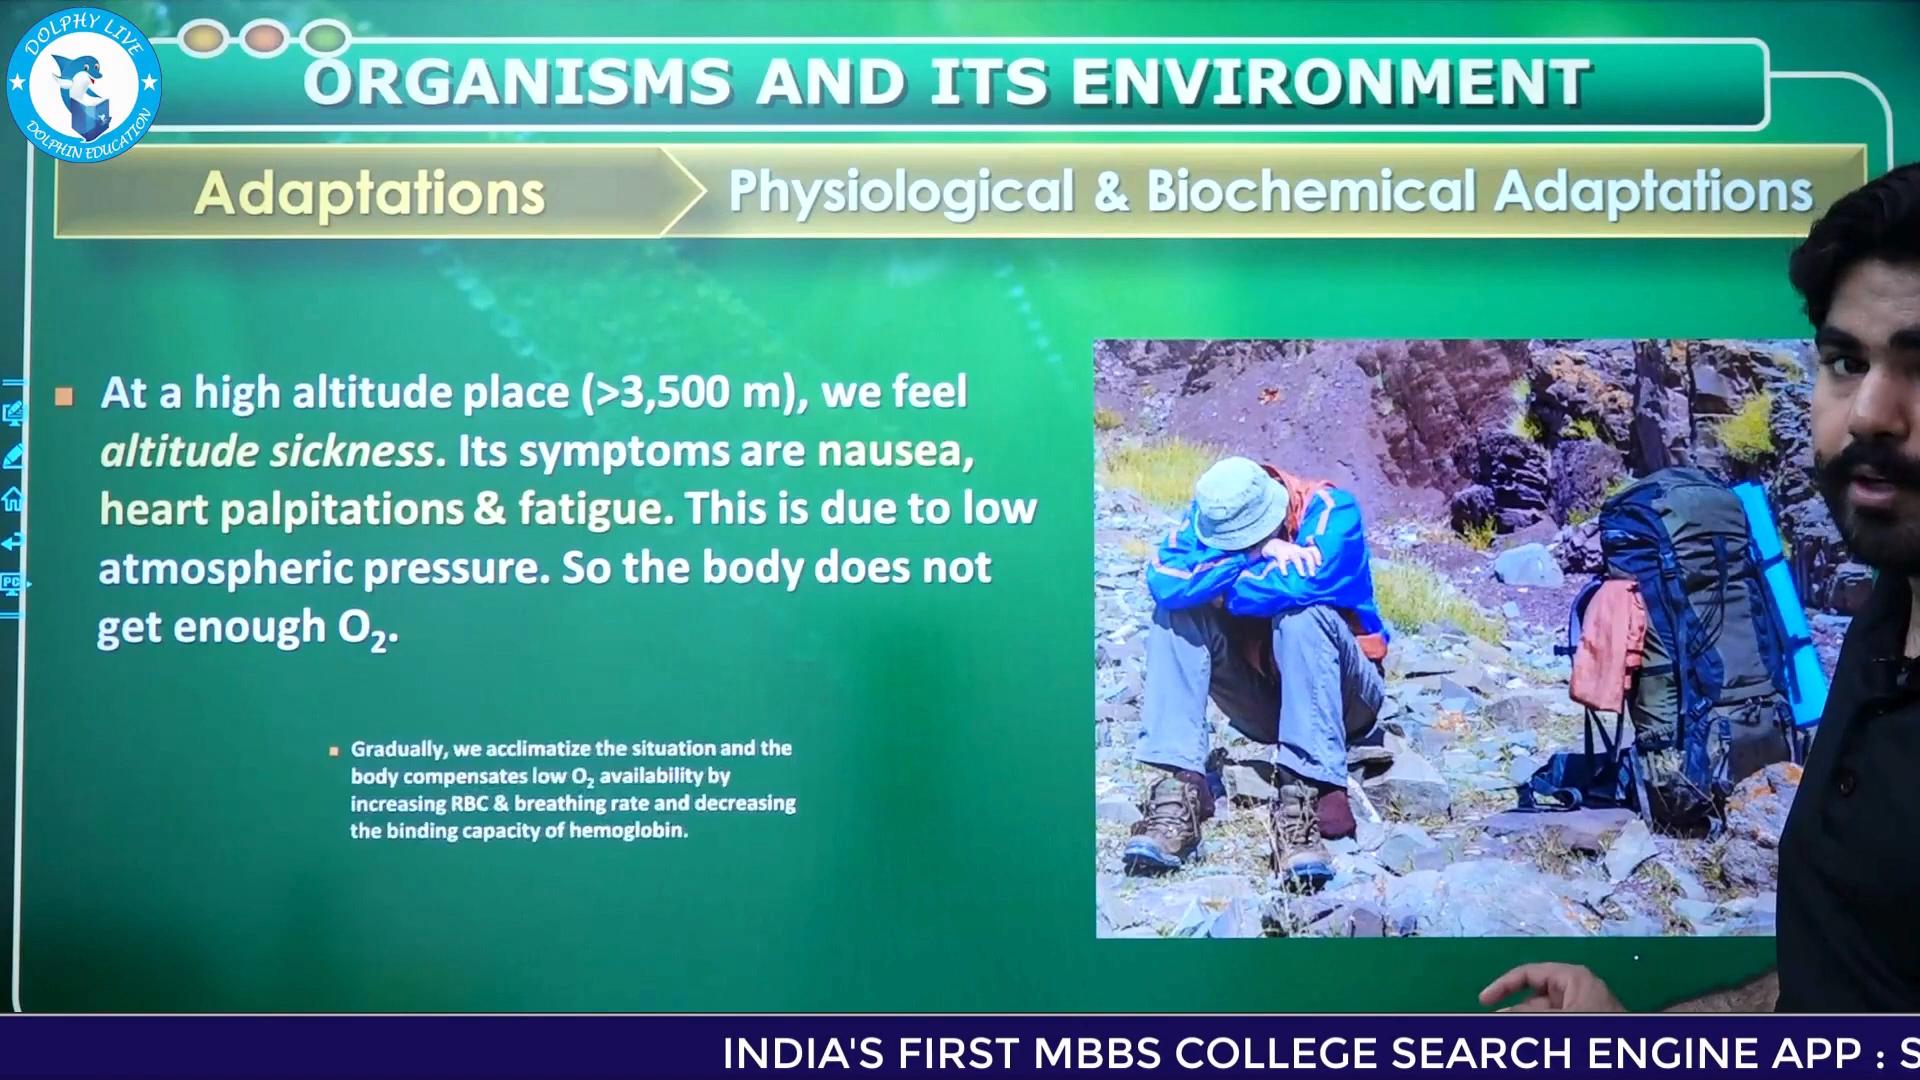 DOLPHY LIVE
DOLPHIN EDUCATION
ORGANISMS AND ITS ENVIRONMENT
Adaptations
Physiological & Biochemical Adaptations
At a high altitude place (>3,500 m), we feel
altitude sickness. Its symptoms are nausea,
heart palpitations & fatigue. This is due to low
atmospheric pressure. So the body does not
get enough O₂.
Gradually, we acclimatize the situation and the
body compensates low O₂ availability by
increasing RBC & breathing rate and decreasing
the binding capacity of hemoglobin.
PC
INDIA'S FIRST MBBS COLLEGE SEARCH ENGINE APP : S